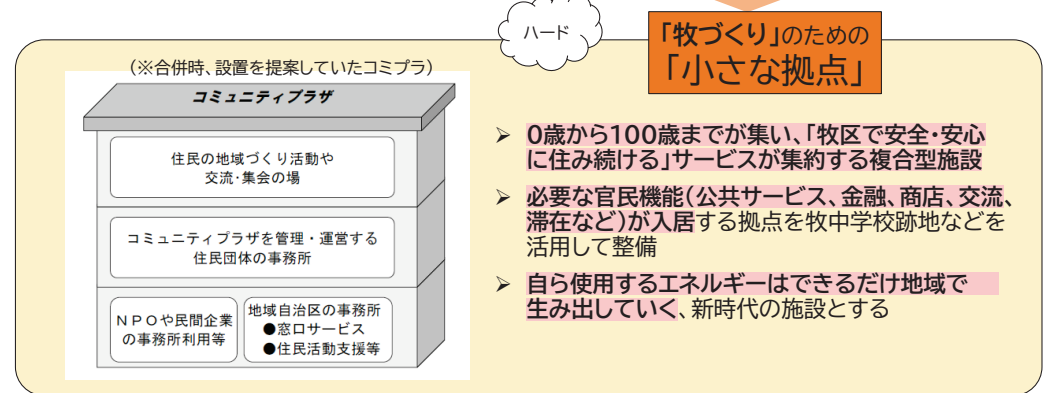 ハード
「牧づくり」のための
「小さな拠点」
(※合併時、設置を提案していたコミプラ)
コミュニティプラザ
住民の地域づくり活動や
交流・集会の場
コミュニティプラザを管理・運営する
住民団体の事務所
NPOや民間企業
の事務所利用等
地域自治区の事務所
●窓口サービス
●住民活動支援等
➢ 0歳から100歳までが集い、「牧区で安全・安心
に住み続ける」サービスが集約する複合型施設
➢ 必要な官民機能(公共サービス、金融、商店、交流、
滞在など)が入居する拠点を牧中学校跡地などを
活用して整備
➢ 自ら使用するエネルギーはできるだけ地域で
生み出していく、新時代の施設とする